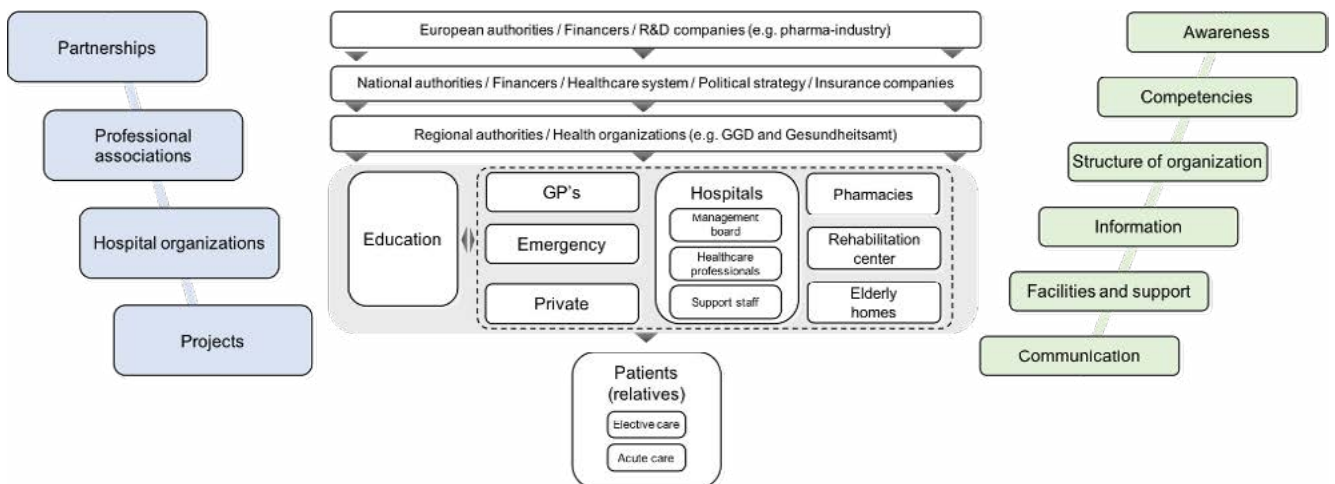 Partnerships
Professional
associations
Hospital organizations
Projects
European authorities / Financers / R&D companies (e.g. pharma-industry)
National authorities / Financers / Healthcare system / Political strategy / Insurance companies
Regional authorities / Health organizations (e.g. GGD and Gesundheitsamt)
Education
GP's
Emergency
Private
Hospitals
Management
board
Healthcare
professionals
Support staff
Pharmacies
Rehabilitation
center
Elderly
homes
Patients
(relatives)
Elective care
Acute care
Awareness
Competencies
Structure of organization
Information
Facilities and support
Communication